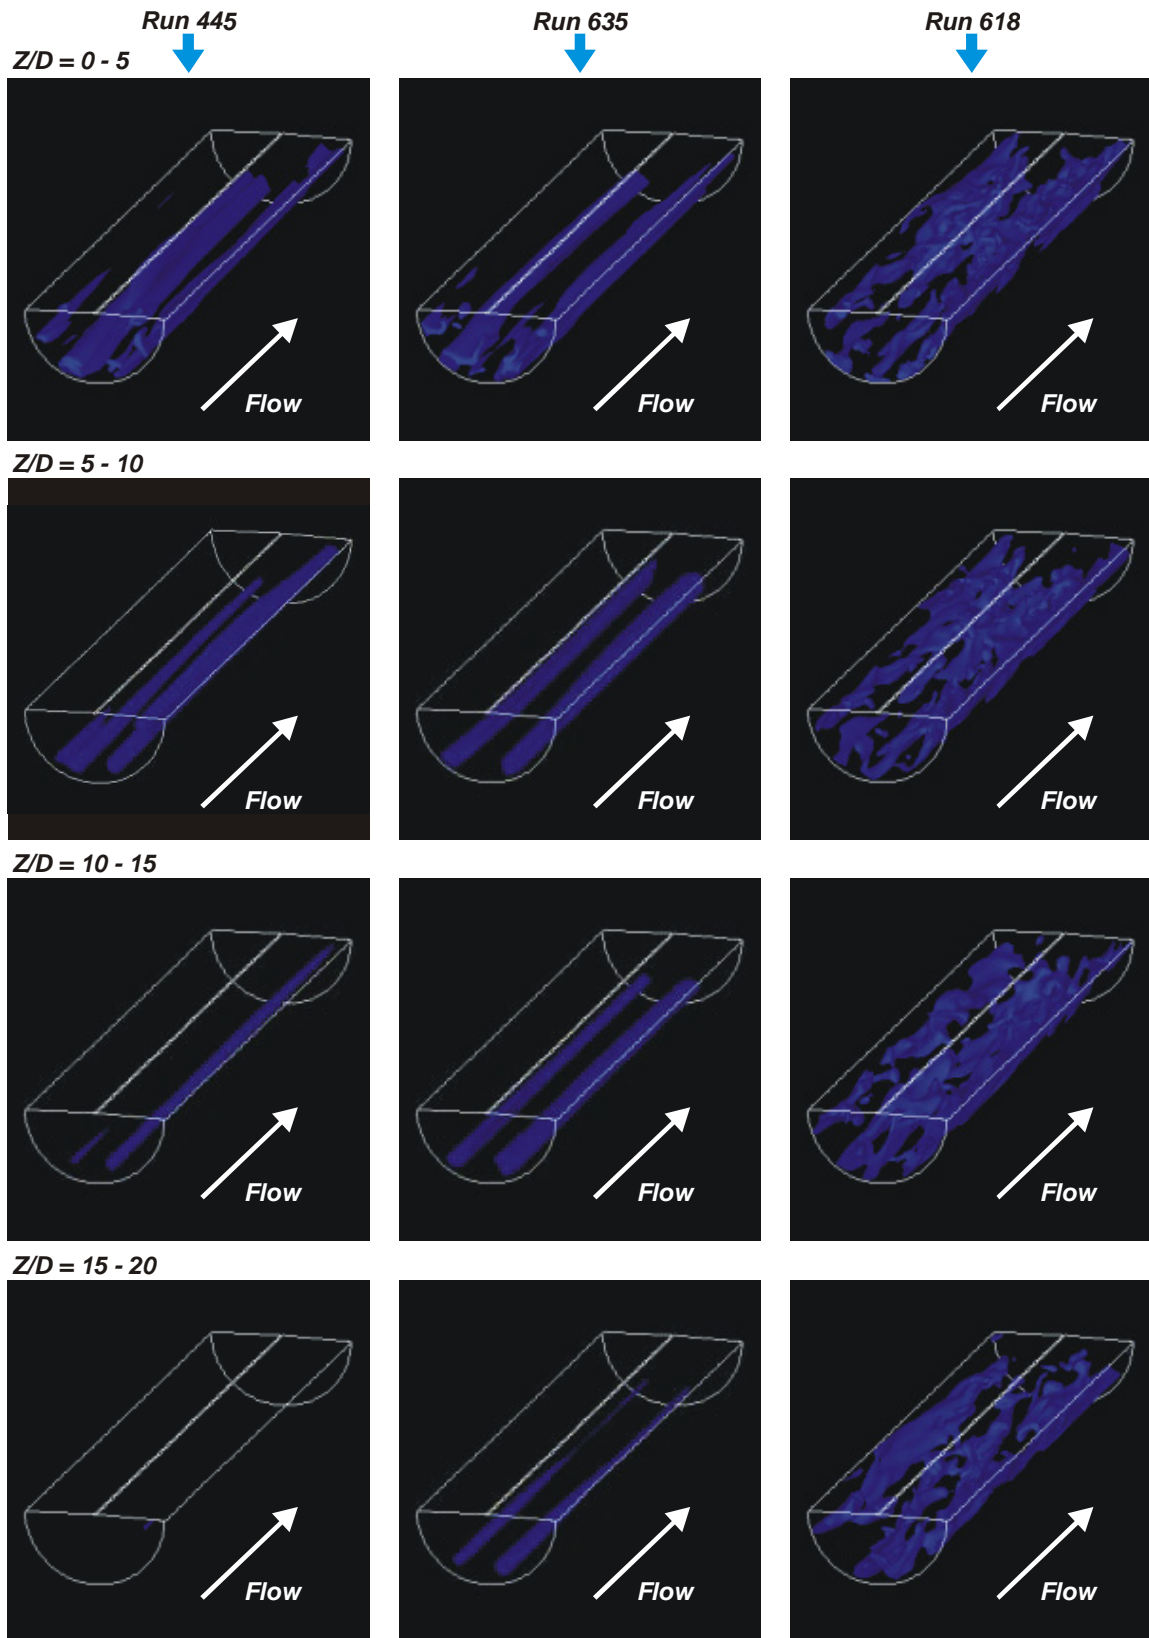 Run 445
Run 635
Run 618
Z/D = 0 - 5
Flow
Flow
Flow
Z/D = 5 - 10
Flow
Flow
Flow
Z/D = 10 - 15
Flow
Flow
Flow
Z/D = 15 - 20
Flow
Flow
Flow